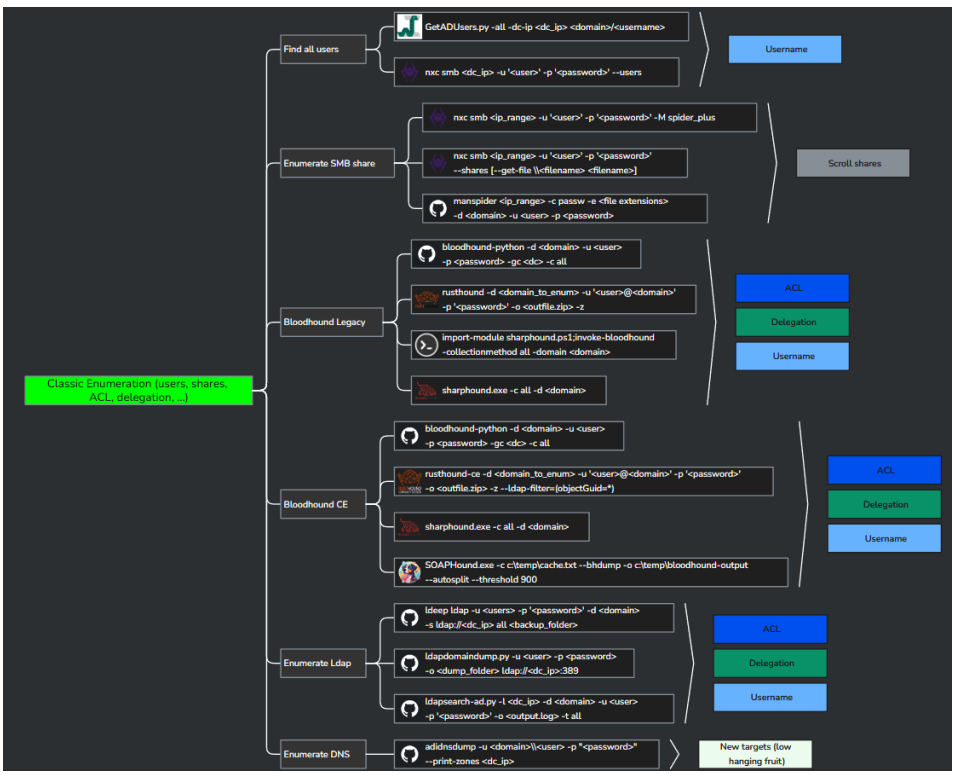 Find all users
GetADUsers.py -all -dc-ip <dc_ip> <domain>/<username>
nxc smb <dc_ip> -u '<user>' -p '<password>' --users
Username
Enumerate SMB share
nxc smb <ip_range> -u '<user>' -p '<password>' -M spider_plus
nxc smb <ip_range> -u '<user>' -p '<password>'
--shares [--get-file \\<filename> <filename>]
manspider <ip_range> -c passw -e <file extensions>
-d <domain> -u <user> -p <password>
Scroll shares
Classic Enumeration (users, shares,
ACL, delegation, ...)
Bloodhound Legacy
bloodhound-python -d <domain> -u <user>
-p <password> -gc <dc> -c all
rusthound -d <domain_to_enum> -u '<user>@<domain>'
-p '<password>' -o <outfile.zip> -z
import-module sharphound.ps1;invoke-bloodhound
-collectionmethod all -domain <domain>
sharphound.exe -c all -d <domain>
ACL
Delegation
Username
Bloodhound CE
bloodhound-python -d <domain> -u <user>
-p <password> -gc <dc> -c all
rusthound-ce -d <domain_to_enum> -u '<user>@<domain>' -p '<password>'
-o <outfile.zip> -z --ldap-filter=(objectGuid=*)
sharphound.exe -c all -d <domain>
SOAPHound.exe -c c:\temp\cache.txt --bhdump -o c:\temp\bloodhound-output
--autosplit --threshold 900
ACL
Delegation
Username
Enumerate Ldap
ldeep ldap -u <users> -p '<password>' -d <domain>
-s ldap://<dc_ip> all <backup_folder>
ldapdomaindump.py -u <user> -p <password>
-o <dump_folder> ldap://<dc_ip>:389
ldapsearch-ad.py -l <dc_ip> -d <domain> -u <user>
-p '<password>' -o <output.log> -t all
ACL
Delegation
Username
Enumerate DNS
adidnsdump -u <domain>\\<user> -p "<password>"
--print-zones <dc_ip>
New targets (low
hanging fruit)